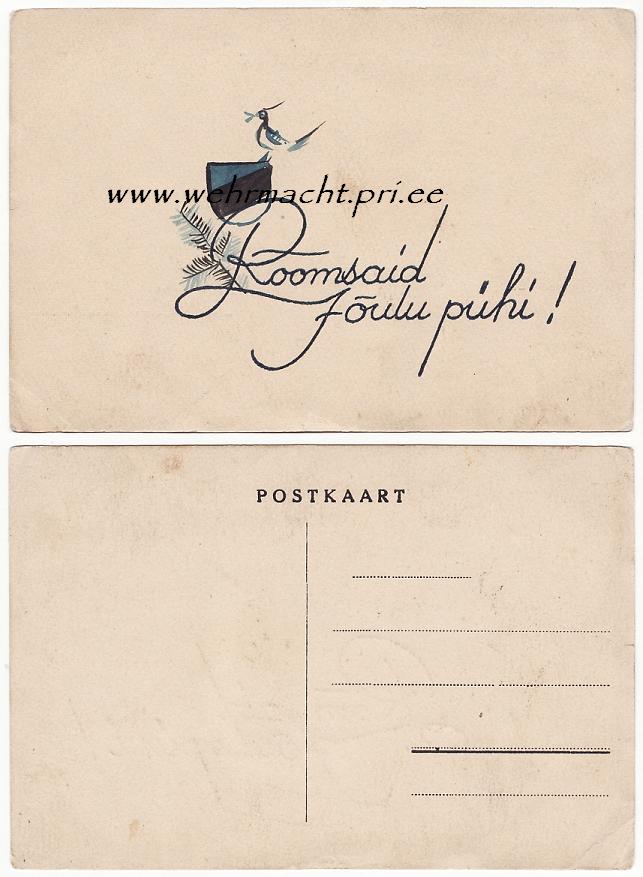 www.wehrmacht.pri.ee
Roomsaid
Jõulu pühi!
POSTKAART